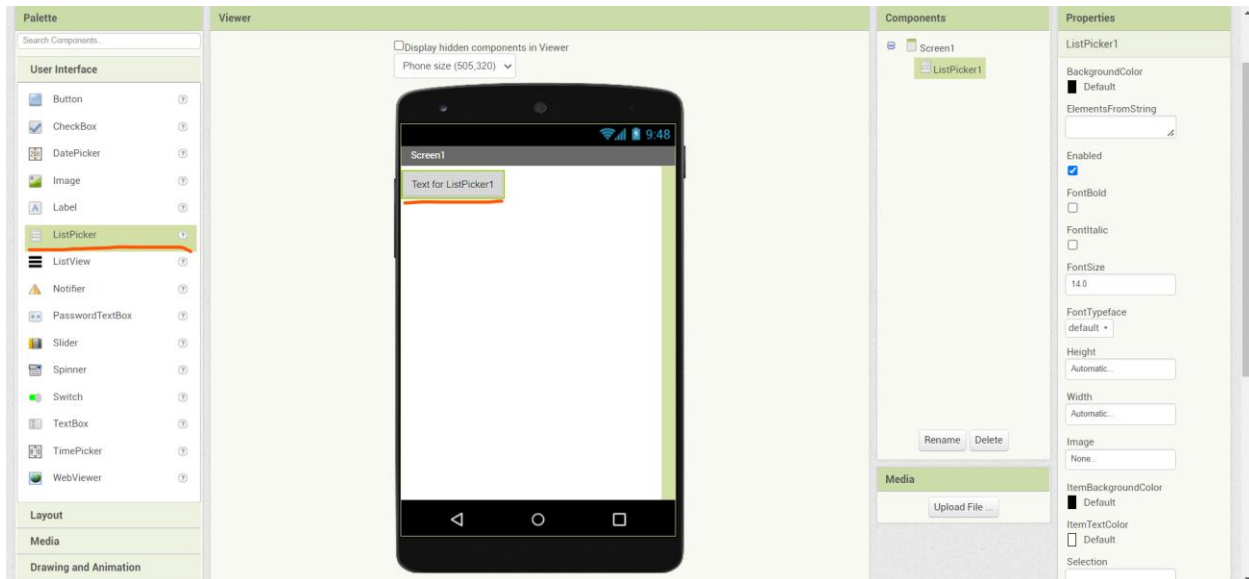 Palette
Search Components...
User Interface
Button
CheckBox
DatePicker
Image
Label
ListPicker
ListView
Notifier
PasswordTextBox
Slider
Spinner
Switch
TextBox
TimePicker
WebViewer
Layout
Media
Drawing and Animation
Viewer
Display hidden components in Viewer
Phone size (505,320)
9:48
Screen1
Text for ListPicker1
Components
Screen1
ListPicker1
Rename Delete
Media
Upload File ...
Properties
ListPicker1
BackgroundColor
Default
ElementsFromString
Enabled
FontBold
FontItalic
FontSize
14.0
FontTypeface
default
Height
Automatic...
Width
Automatic...
Image
None...
ItemBackgroundColor
Default
ItemTextColor
Default
Selection